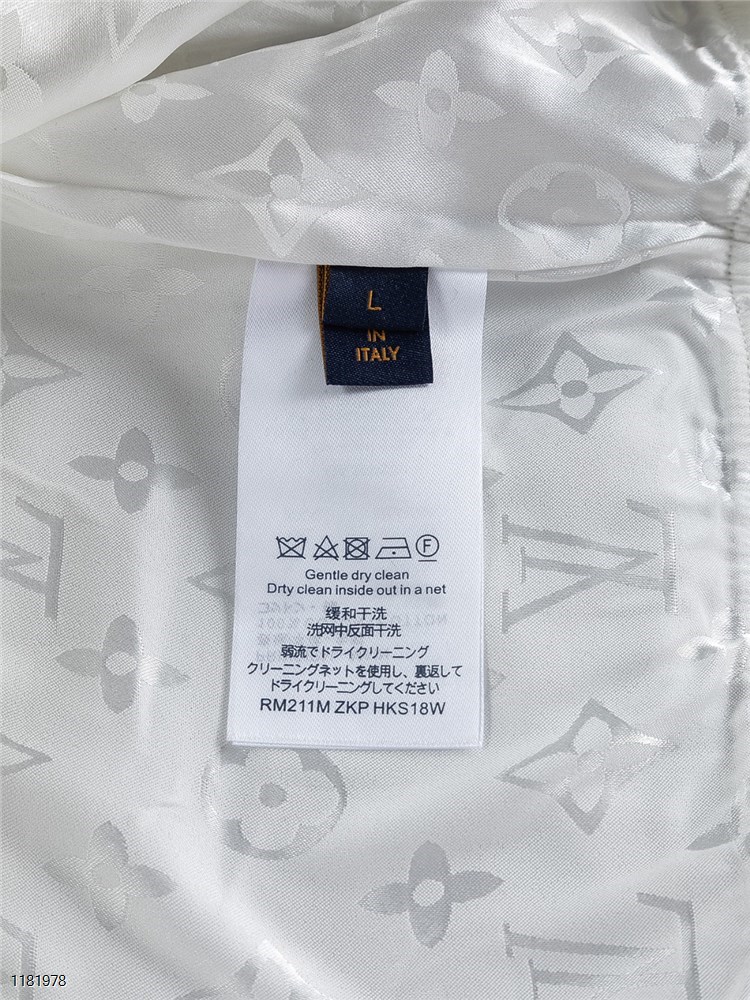 L
IN
ITALY
F
Gentle dry clean
Drty clean inside out in a net
缓和干洗
洗网中反面干洗
弱流でドライクリーニング
クリーニングネットを使用し、裏返して
ドライクリーニングしてください
RM211M ZKP HKS18W
1181978